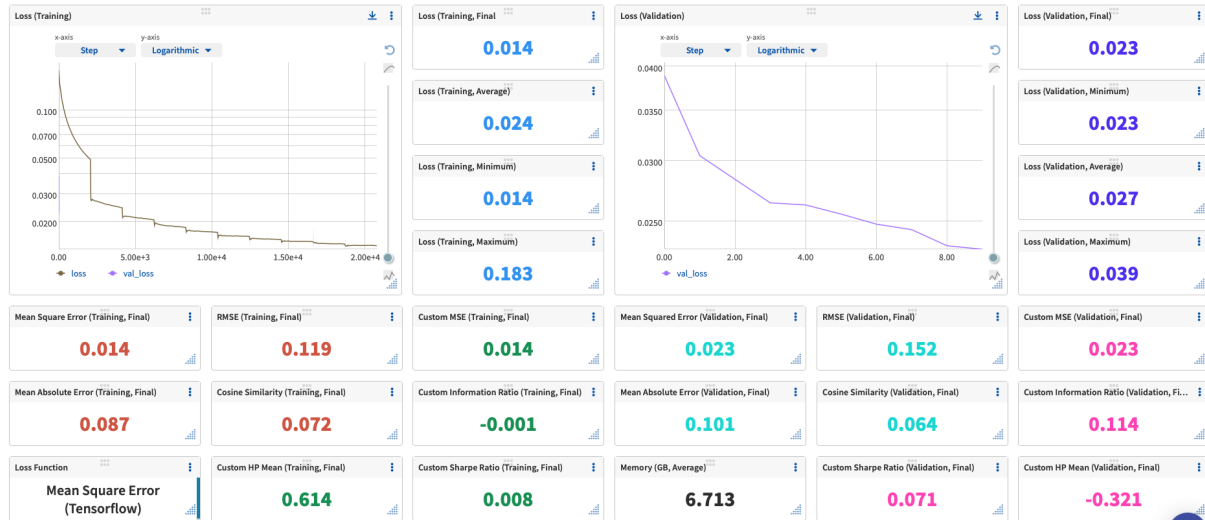 Loss (Training)
x-axis
Step
y-axis
Logarithmic
0.100
0.0700
0.0500
0.0300
0.0200
0.00
5.00e+3
1.00e+4
1.50e+4
2.00e+4
loss
val_loss
Loss (Training, Final
0.014
Loss (Training, Average)
0.024
Loss (Training, Minimum)
0.014
Loss (Training, Maximum)
0.183
Loss (Validation)
x-axis
Step
y-axis
Logarithmic
0.0400
0.0350
0.0300
0.0250
0.00
2.00
4.00
6.00
8.00
val_loss
Loss (Validation, Final)
0.023
Loss (Validation, Minimum)
0.023
Loss (Validation, Average)
0.027
Loss (Validation, Maximum)
0.039
Mean Square Error (Training, Final)
0.014
RMSE (Training, Final)
0.119
Custom MSE (Training, Final)
0.014
Mean Squared Error (Validation, Final)
0.023
RMSE (Validation, Final)
0.152
Custom MSE (Validation, Final)
0.023
Mean Absolute Error (Training, Final)
0.087
Cosine Similarity (Training, Final)
0.072
Custom Information Ratio (Training, Final)
-0.001
Mean Absolute Error (Validation, Final)
0.101
Cosine Similarity (Validation, Final)
0.064
Custom Information Ratio (Validation, Fi...
0.114
Loss Function
Mean Square Error
(Tensorflow)
Custom HP Mean (Training, Final)
0.614
Custom Sharpe Ratio (Training, Final)
0.008
Memory (GB, Average)
6.713
Custom Sharpe Ratio (Validation, Final)
0.071
Custom HP Mean (Validation, Final)
-0.321